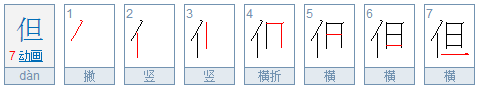 但 1 2 3 4 5 6 7
7 动画
dàn 撇 竖 竖 横折 横 横 横